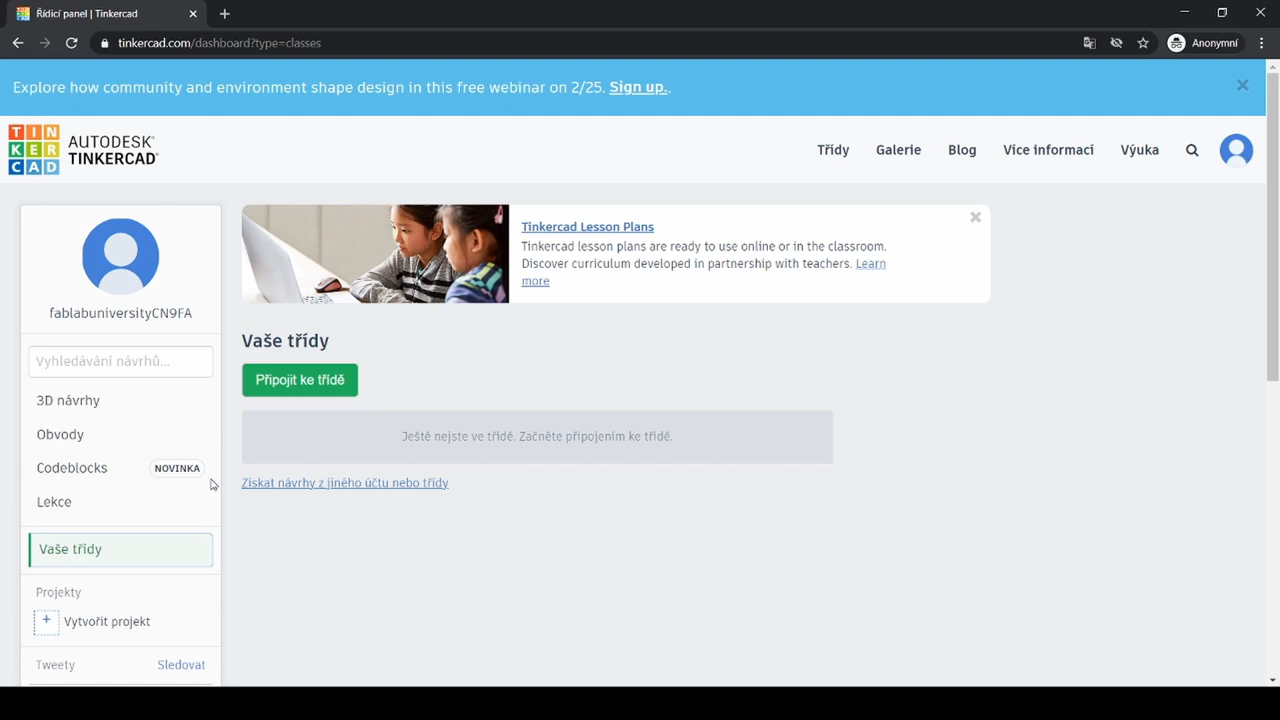 Řídicí panel | Tinkercad
tinkercad.com/dashboard?type=classes
Anonymní
Explore how community and environment shape design in this free webinar on 2/25. Sign up..
TIN
KER
CAD
AUTODESK
TINKERCAD
Třídy
Galerie
Blog
Více informací
Výuka
fablabuniversityCN9FA
Vyhledávání návrhů...
3D návrhy
Obvody
Codeblocks NOVINKA
Lekce
Vaše třídy
Projekty
+ Vytvořit projekt
Tweety Sledovat
Tinkercad Lesson Plans
Tinkercad lesson plans are ready to use online or in the classroom.
Discover curriculum developed in partnership with teachers. Learn
more
Vaše třídy
Připojit ke třídě
Ještě nejste ve třídě. Začněte připojením ke třídě.
Získat návrhy z jiného účtu nebo třídy